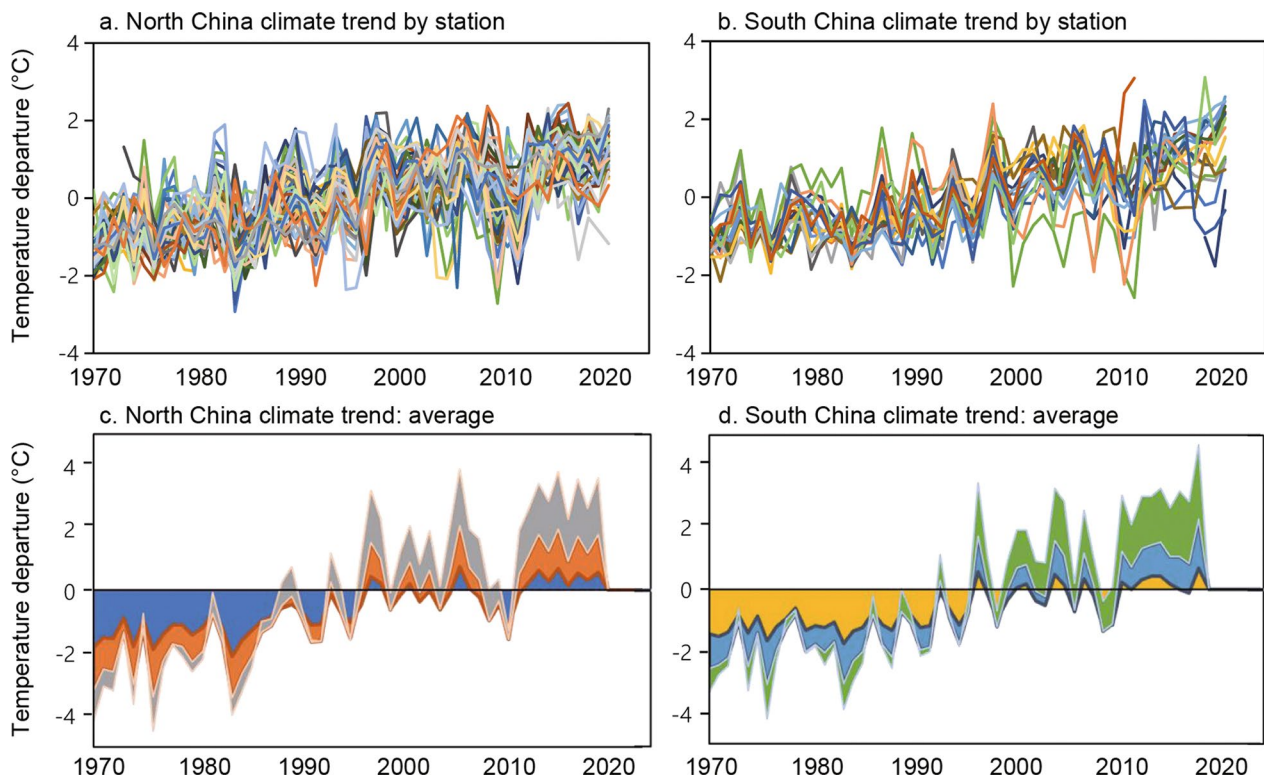 a. North China climate trend by station
Temperature departure (°C)
4
2
0
-2
-4
1970 1980 1990 2000 2010 2020
b. South China climate trend by station
4
2
0
-2
-4
1970 1980 1990 2000 2010 2020
c. North China climate trend: average
Temperature departure (°C)
4
2
0
-2
-4
1970 1980 1990 2000 2010 2020
d. South China climate trend: average
4
2
0
-2
-4
1970 1980 1990 2000 2010 2020